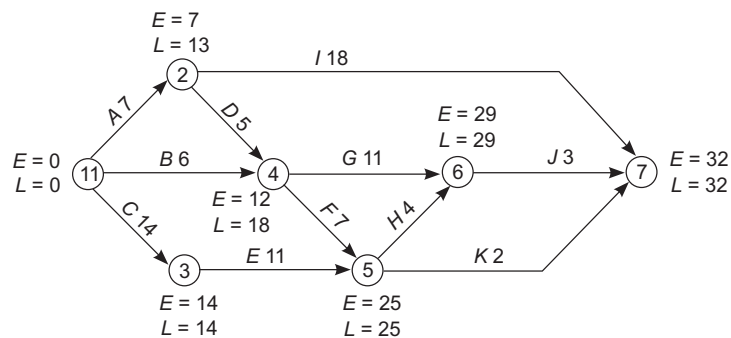 E = 7
L = 13
I 18
2
A 7
D 5
E = 29
L = 29
E = 0
L = 0
11
B 6
4
G 11
6
J 3
7
E = 32
L = 32
E = 12
L = 18
C 14
F 7
H 4
3
E 11
5
K 2
E = 14
L = 14
E = 25
L = 25